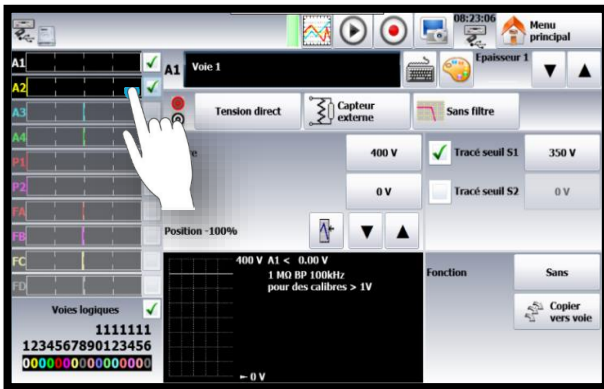 08:23:06
Menu principal
A1
A2
A3
A4
P1
P2
FA
FB
FC
FD
Voies logiques
1111111
1234567890123456
0000000000000000
A1 Voie 1
Epaisseur 1
Tension direct
Capteur externe
Sans filtre
400 V
Tracé seuil S1
350 V
0 V
Tracé seuil S2
0 V
Position -100%
400 V A1 < 0.00 V
1 MΩ BP 100kHz
pour des calibres > 1V
0 V
Fonction
Sans
Copier vers voie